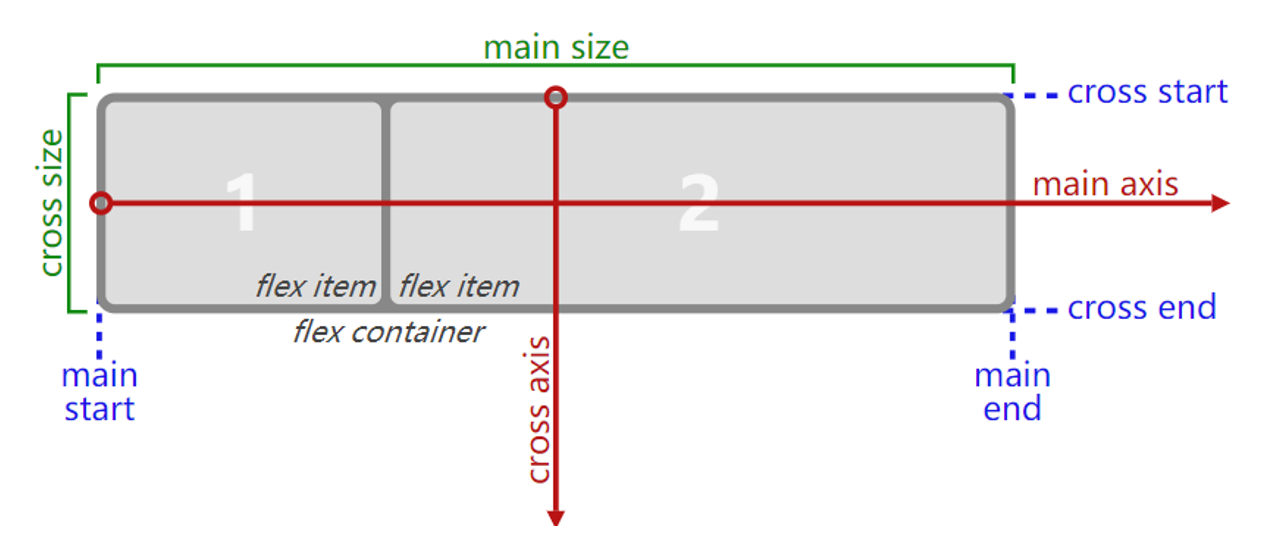 main size
cross start
cross size
1
2
main axis
flex item
flex item
cross end
flex container
cross axis
main
start
main
end